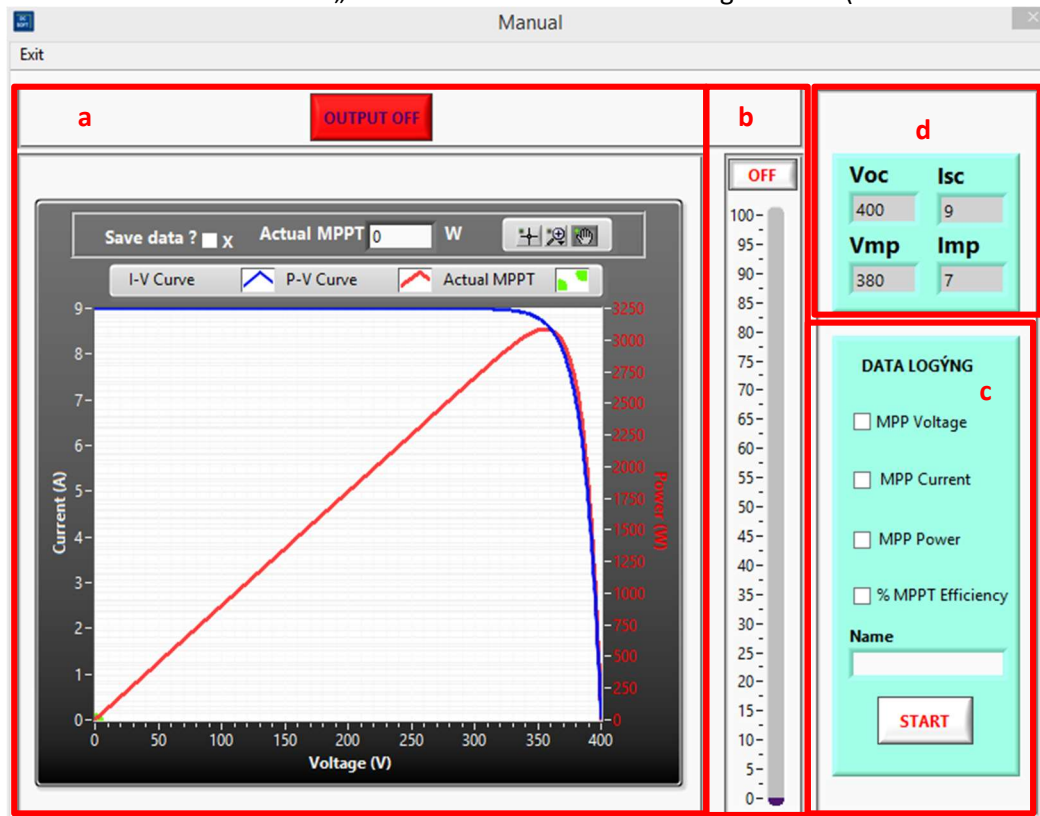 DC SOFT
Manual
Exit
a
OUTPUT OFF
b
OFF
100
95
90
85
80
75
70
65
60
55
50
45
40
35
30
25
20
15
10
5
0
d
Voc Isc
400 9
Vmp Imp
380 7
Save data ? x Actual MPPT 0 W
I-V Curve P-V Curve Actual MPPT
Current (A)
9
8
7
6
5
4
3
2
1
0
3250
3000
2750
2500
2250
2000
1750
1500
1250
1000
750
500
250
0
Power (W)
0 50 100 150 200 250 300 350 400
Voltage (V)
DATA LOGÝNG
c
MPP Voltage
MPP Current
MPP Power
% MPPT Efficiency
Name
START